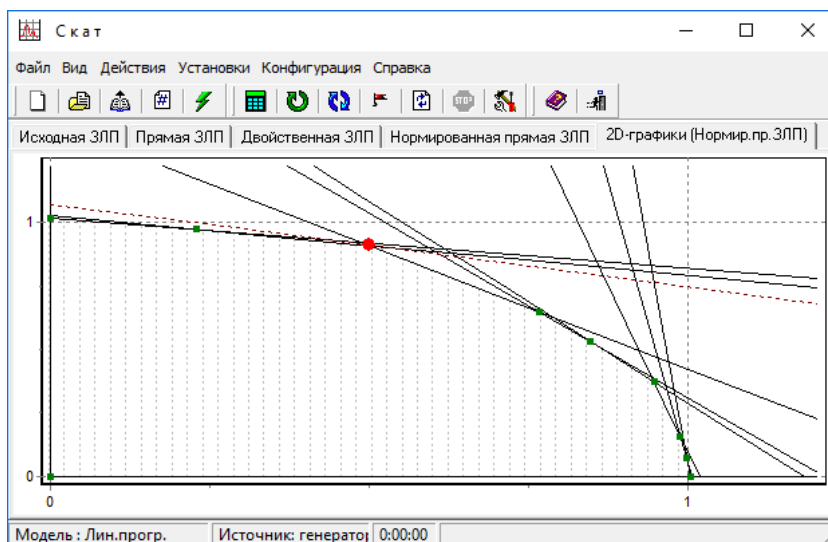 Скат
Файл Вид Действия Установки Конфигурация Справка
STOP
Исходная ЗЛП Прямая ЗЛП Двойственная ЗЛП Нормированная прямая ЗЛП 2D-графики (Нормир.пр.ЗЛП)
1
0
0 1
Модель : Лин.прогр. Источник: генератор 0:00:00